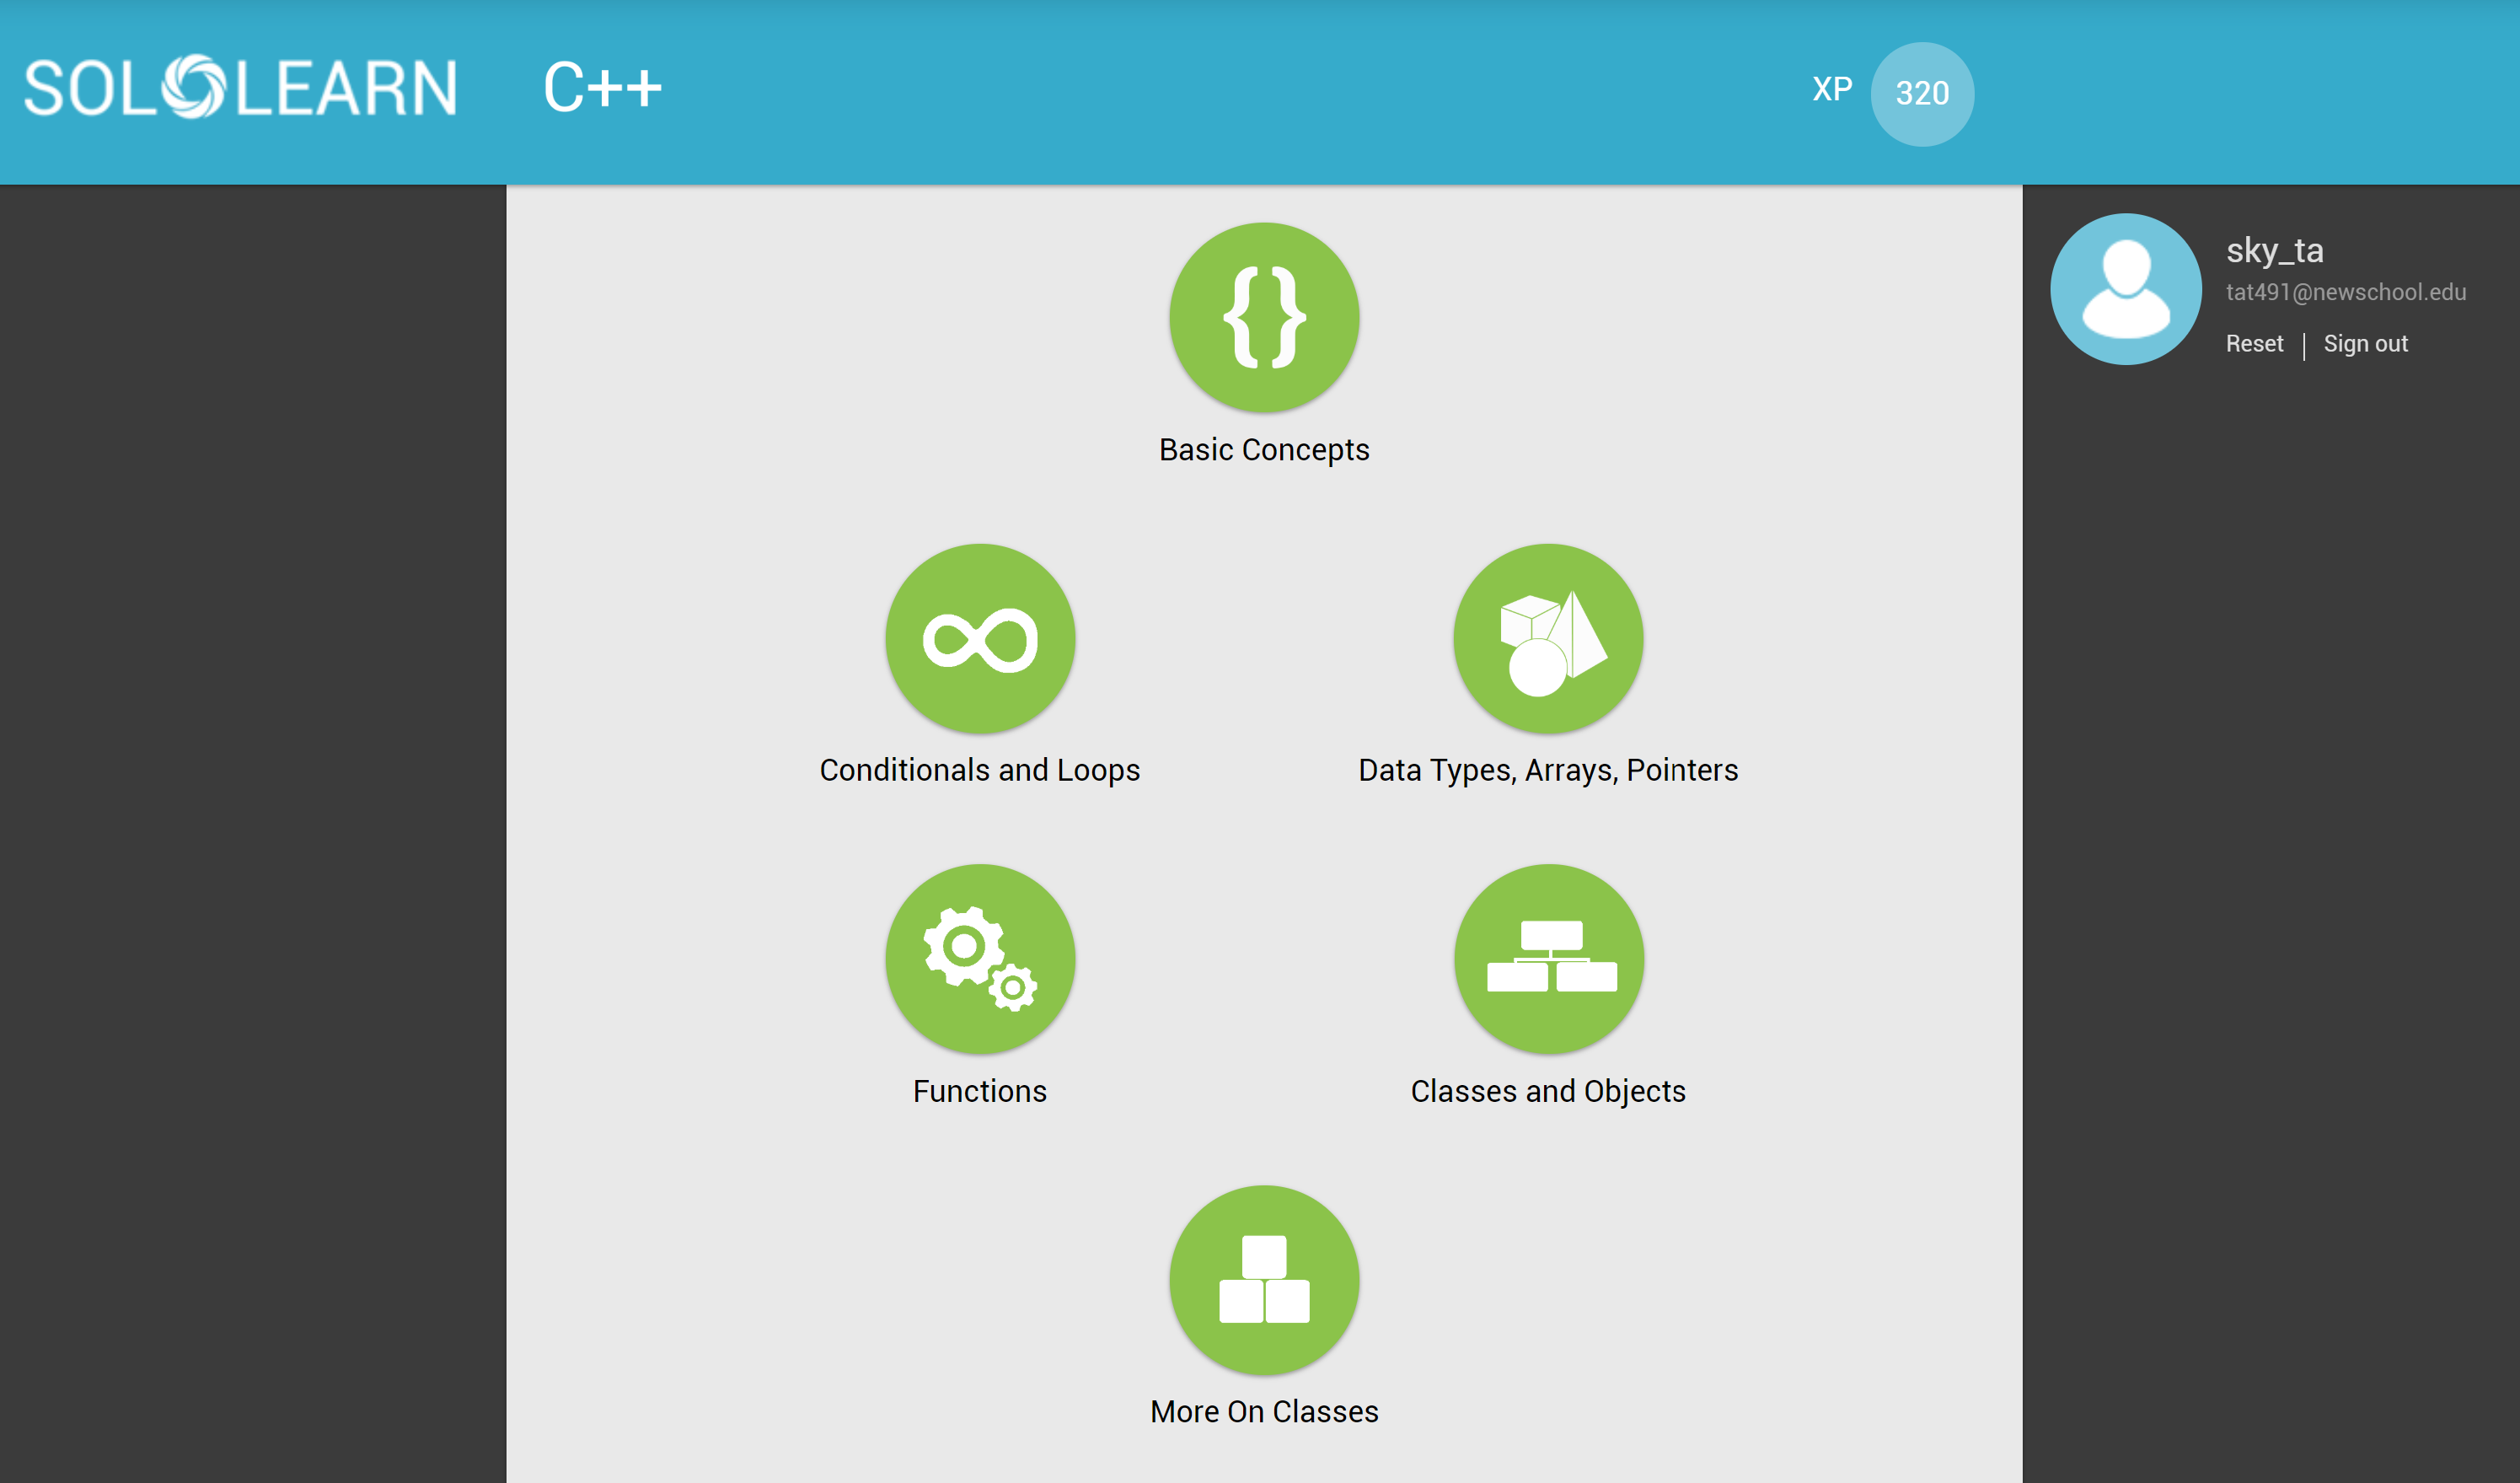 SOLOLEARN
C++
XP 320
sky_ta
tat491@newschool.edu
Reset | Sign out
{}
Basic Concepts
Conditionals and Loops
Data Types, Arrays, Pointers
Functions
Classes and Objects
More On Classes